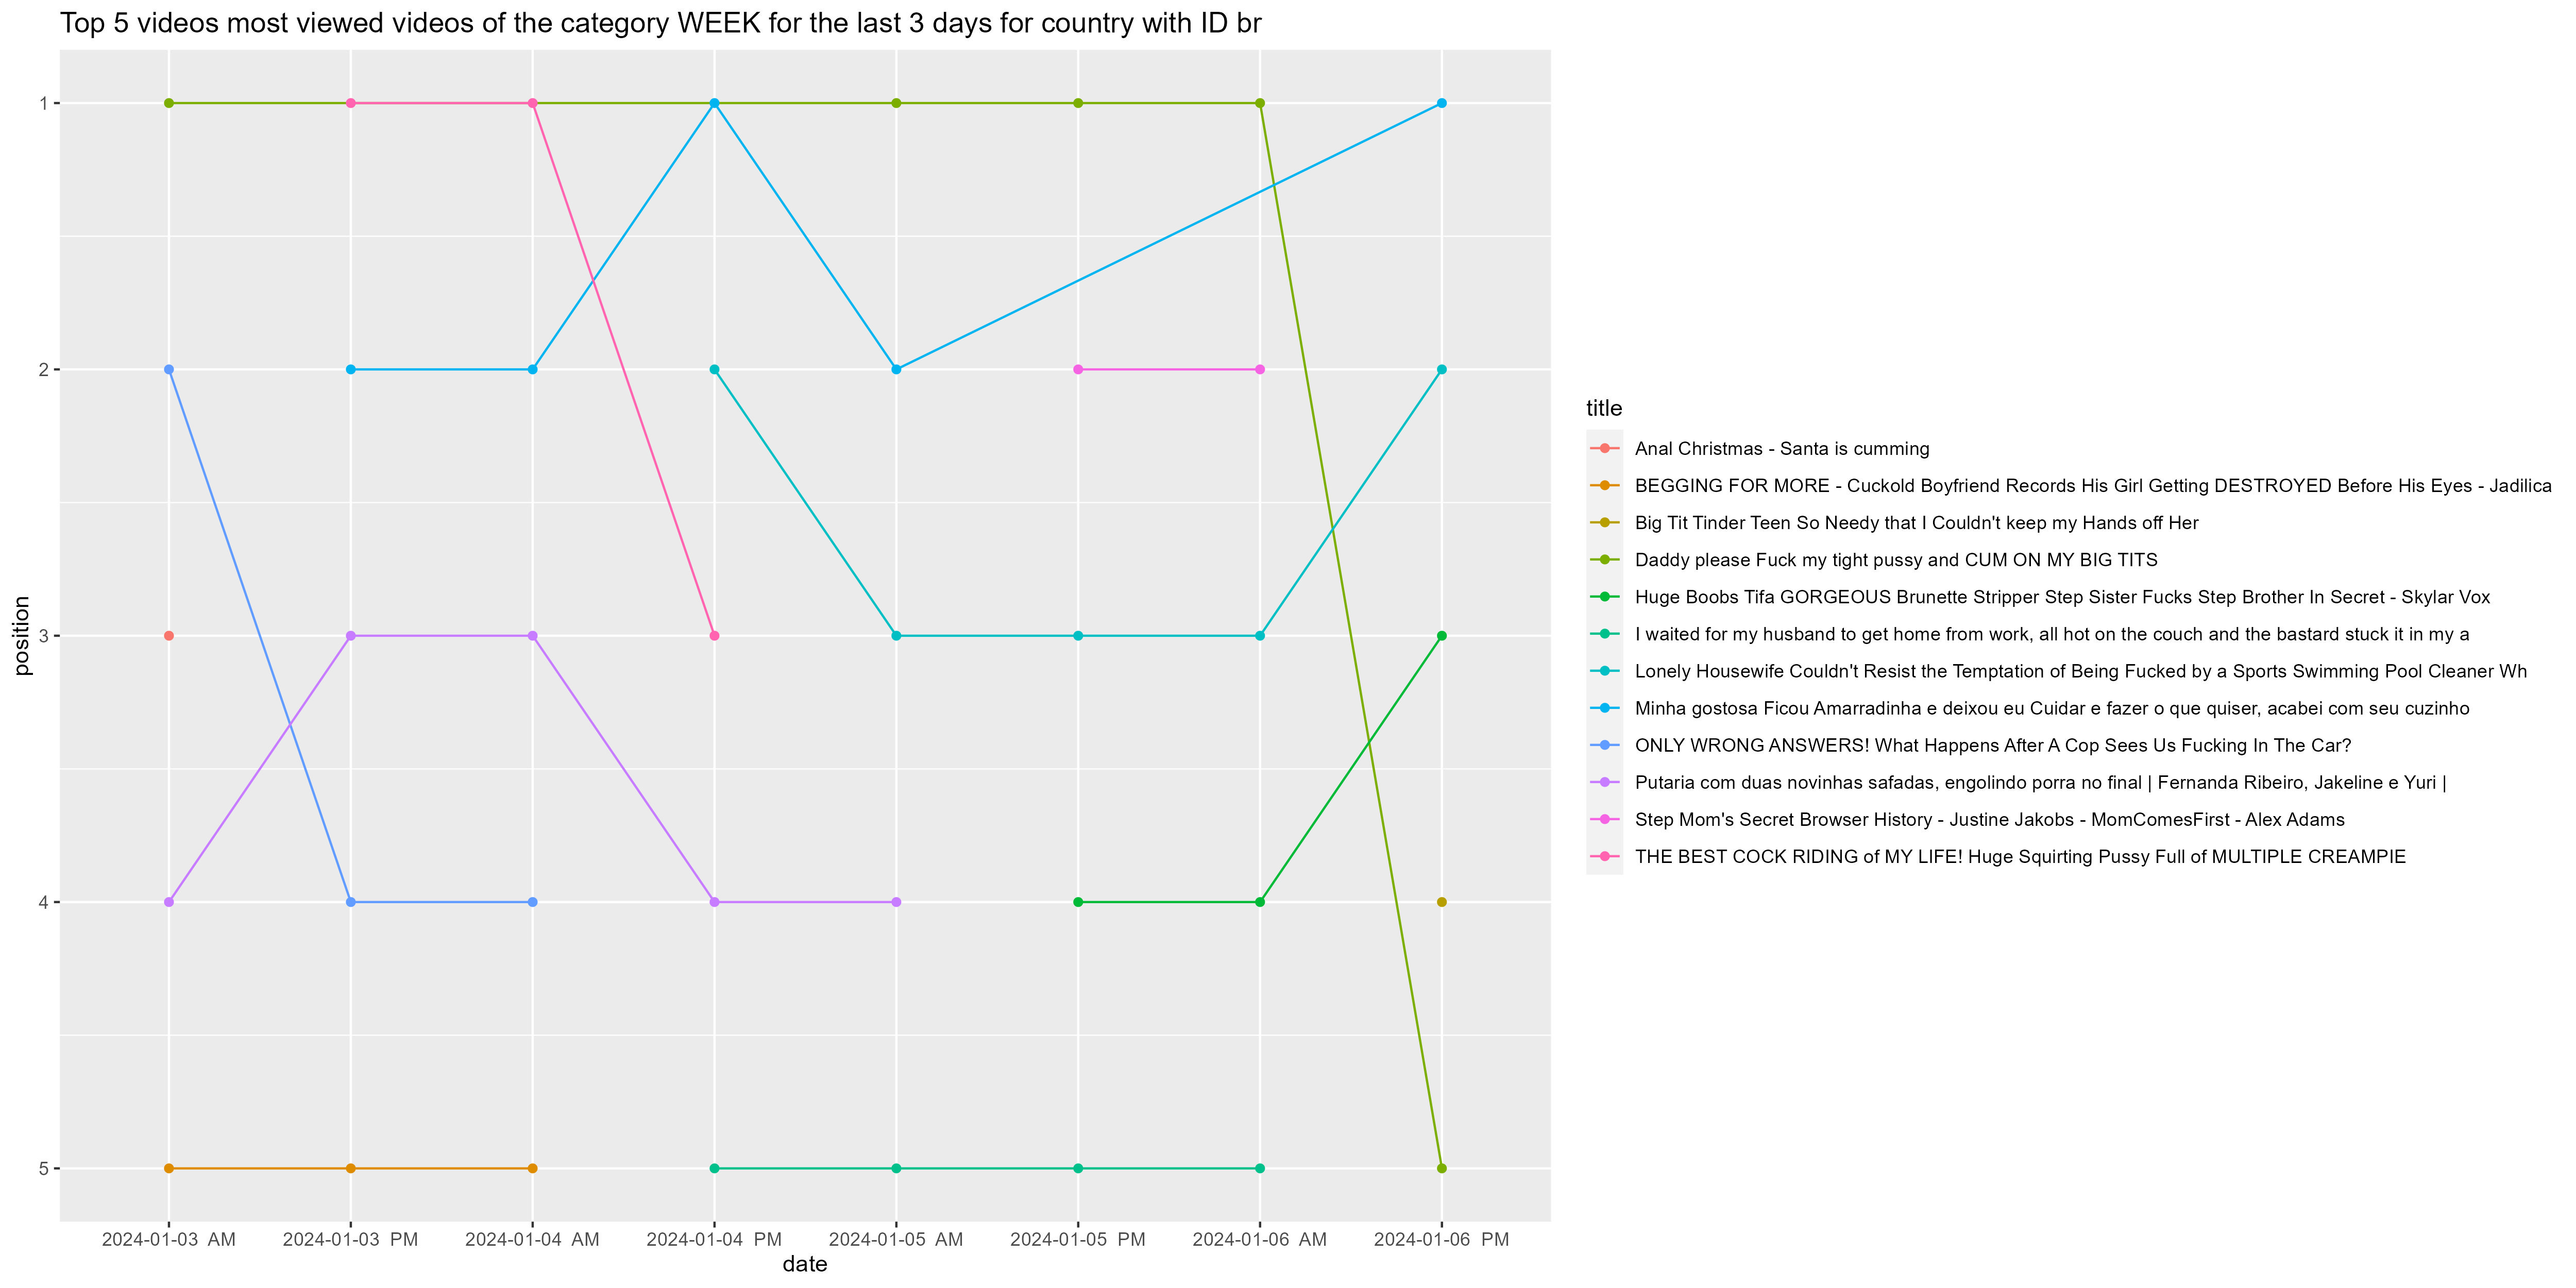 Top 5 videos most viewed videos of the category WEEK for the last 3 days for country with ID br
1
2
3
4
5
position
2024-01-03 AM
2024-01-03 PM
2024-01-04 AM
2024-01-04 PM
2024-01-05 AM
2024-01-05 PM
2024-01-06 AM
2024-01-06 PM
date
title
Anal Christmas - Santa is cumming
BEGGING FOR MORE - Cuckold Boyfriend Records His Girl Getting DESTROYED Before His Eyes - Jadilica
Big Tit Tinder Teen So Needy that I Couldn't keep my Hands off Her
Daddy please Fuck my tight pussy and CUM ON MY BIG TITS
Huge Boobs Tifa GORGEOUS Brunette Stripper Step Sister Fucks Step Brother In Secret - Skylar Vox
I waited for my husband to get home from work, all hot on the couch and the bastard stuck it in my a
Lonely Housewife Couldn't Resist the Temptation of Being Fucked by a Sports Swimming Pool Cleaner Wh
Minha gostosa Ficou Amarradinha e deixou eu Cuidar e fazer o que quiser, acabei com seu cuzinho
ONLY WRONG ANSWERS! What Happens After A Cop Sees Us Fucking In The Car?
Putaria com duas novinhas safadas, engolindo porra no final | Fernanda Ribeiro, Jakeline e Yuri |
Step Mom's Secret Browser History - Justine Jakobs - MomComesFirst - Alex Adams
THE BEST COCK RIDING of MY LIFE! Huge Squirting Pussy Full of MULTIPLE CREAMPIE